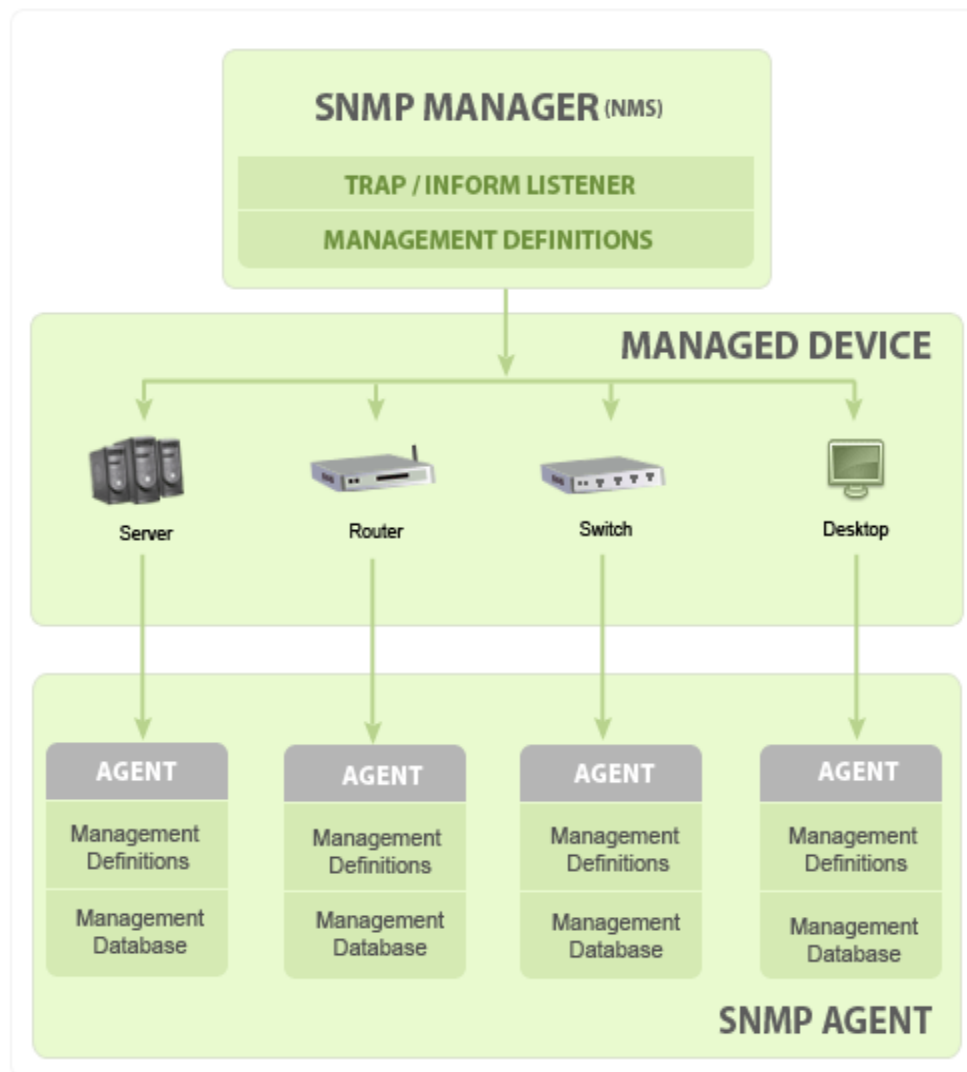 SNMP MANAGER (NMS)
TRAP / INFORM LISTENER
MANAGEMENT DEFINITIONS
MANAGED DEVICE
Server
Router
Switch
Desktop
AGENT
Management
Definitions
Management
Database
AGENT
Management
Definitions
Management
Database
AGENT
Management
Definitions
Management
Database
AGENT
Management
Definitions
Management
Database
SNMP AGENT